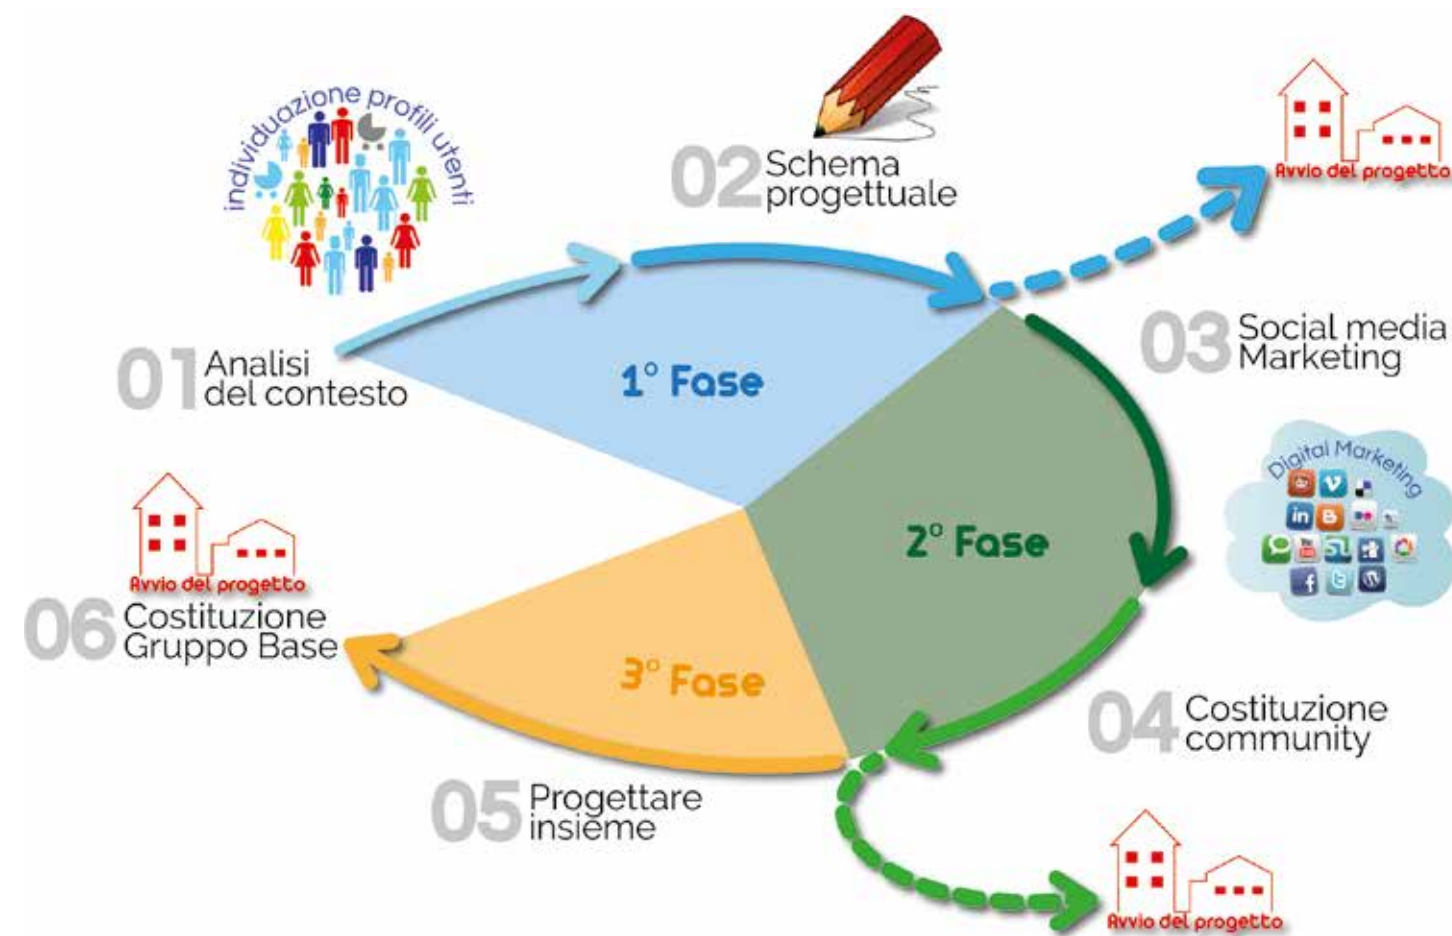 individuazione profili utenti
02 Schema
progettuale
Avvio del progetto
01 Analisi
del contesto
1° Fase
03 Social media
Marketing
Digital Marketing
in
f
2° Fase
Avvio del progetto
06 Costituzione
Gruppo Base
3° Fase
04 Costituzione
community
05 Progettare
insieme
Avvio del progetto